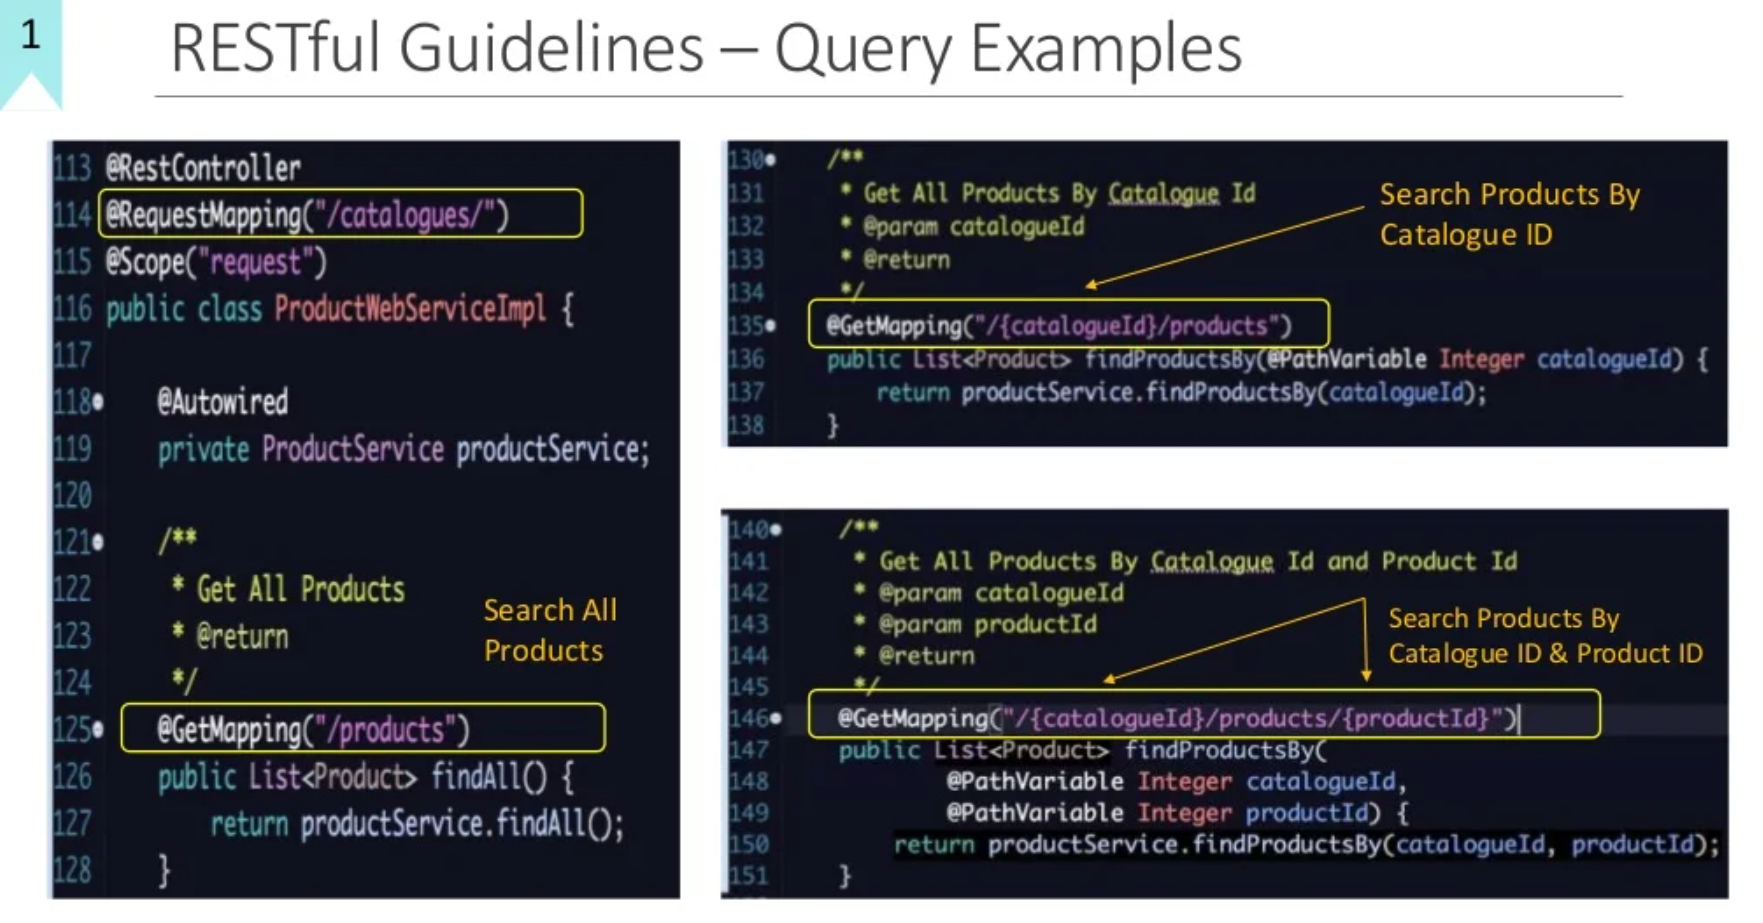 1
RESTful Guidelines – Query Examples
113 @RestController
114 @RequestMapping("/catalogues/")
115 @Scope("request")
116 public class ProductWebServiceImpl {
117
118 @Autowired
119 private ProductService productService;
120
121 /**
122 * Get All Products
123 * @return
124 */
125 @GetMapping("/products")
126 public List<Product> findAll() {
127 return productService.findAll();
128 }
Search All
Products
130 /**
131 * Get All Products By Catalogue Id
132 * @param catalogueId
133 * @return
134 */
135 @GetMapping("/{catalogueId}/products")
136 public List<Product> findProductsBy(@PathVariable Integer catalogueId) {
137 return productService.findProductsBy(catalogueId);
138 }
Search Products By
Catalogue ID
140 /**
141 * Get All Products By Catalogue Id and Product Id
142 * @param catalogueId
143 * @param productId
144 * @return
145 */
146 @GetMapping("/{catalogueId}/products/{productId}")
147 public List<Product> findProductsBy(
148 @PathVariable Integer catalogueId,
149 @PathVariable Integer productId) {
150 return productService.findProductsBy(catalogueId, productId);
151 }
Search Products By
Catalogue ID & Product ID